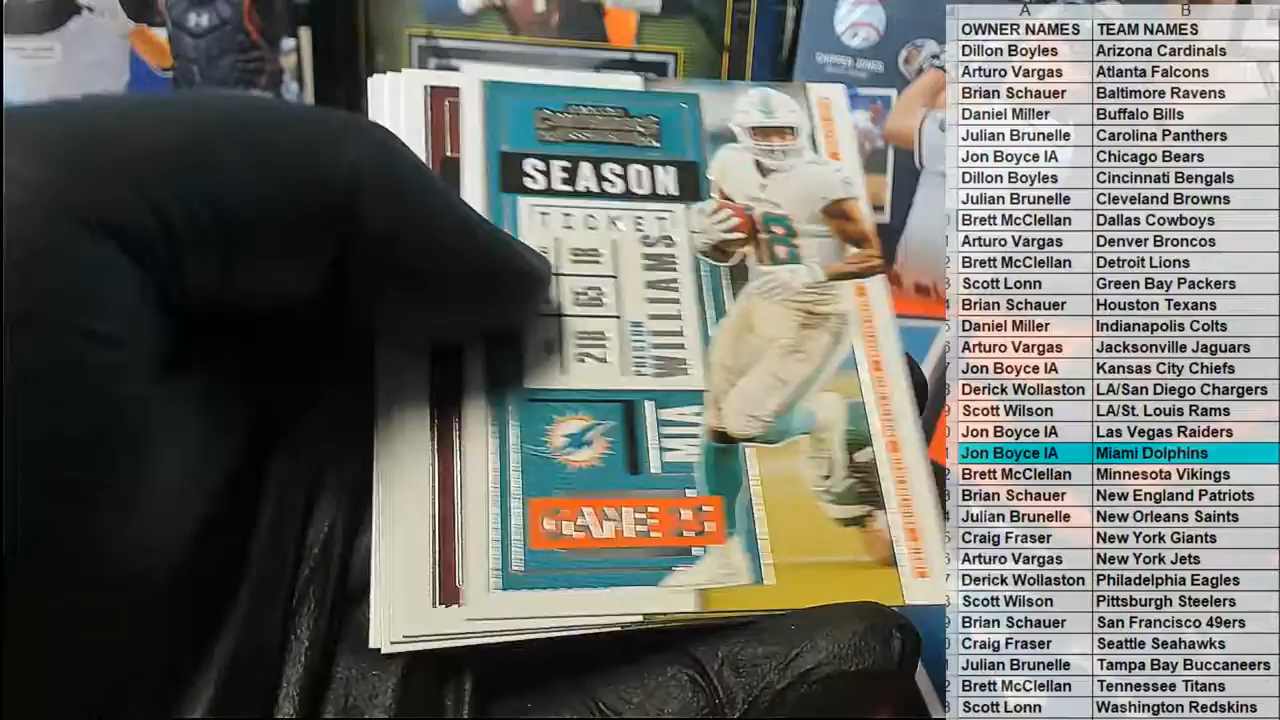 SEASON
TICKET
18
65
218
WILLIAMS
MIA
GAME 25
A B
OWNER NAMES TEAM NAMES
Dillon Boyles Arizona Cardinals
Arturo Vargas Atlanta Falcons
Brian Schauer Baltimore Ravens
Daniel Miller Buffalo Bills
Julian Brunelle Carolina Panthers
Jon Boyce IA Chicago Bears
Dillon Boyles Cincinnati Bengals
Julian Brunelle Cleveland Browns
Brett McClellan Dallas Cowboys
Arturo Vargas Denver Broncos
Brett McClellan Detroit Lions
Scott Lonn Green Bay Packers
Brian Schauer Houston Texans
Daniel Miller Indianapolis Colts
Arturo Vargas Jacksonville Jaguars
Jon Boyce IA Kansas City Chiefs
Derick Wollaston LA/San Diego Chargers
Scott Wilson LA/St. Louis Rams
Jon Boyce IA Las Vegas Raiders
Jon Boyce IA Miami Dolphins
Brett McClellan Minnesota Vikings
Brian Schauer New England Patriots
Julian Brunelle New Orleans Saints
Craig Fraser New York Giants
Arturo Vargas New York Jets
Derick Wollaston Philadelphia Eagles
Scott Wilson Pittsburgh Steelers
Brian Schauer San Francisco 49ers
Craig Fraser Seattle Seahawks
Julian Brunelle Tampa Bay Buccaneers
Brett McClellan Tennessee Titans
Scott Lonn Washington Redskins